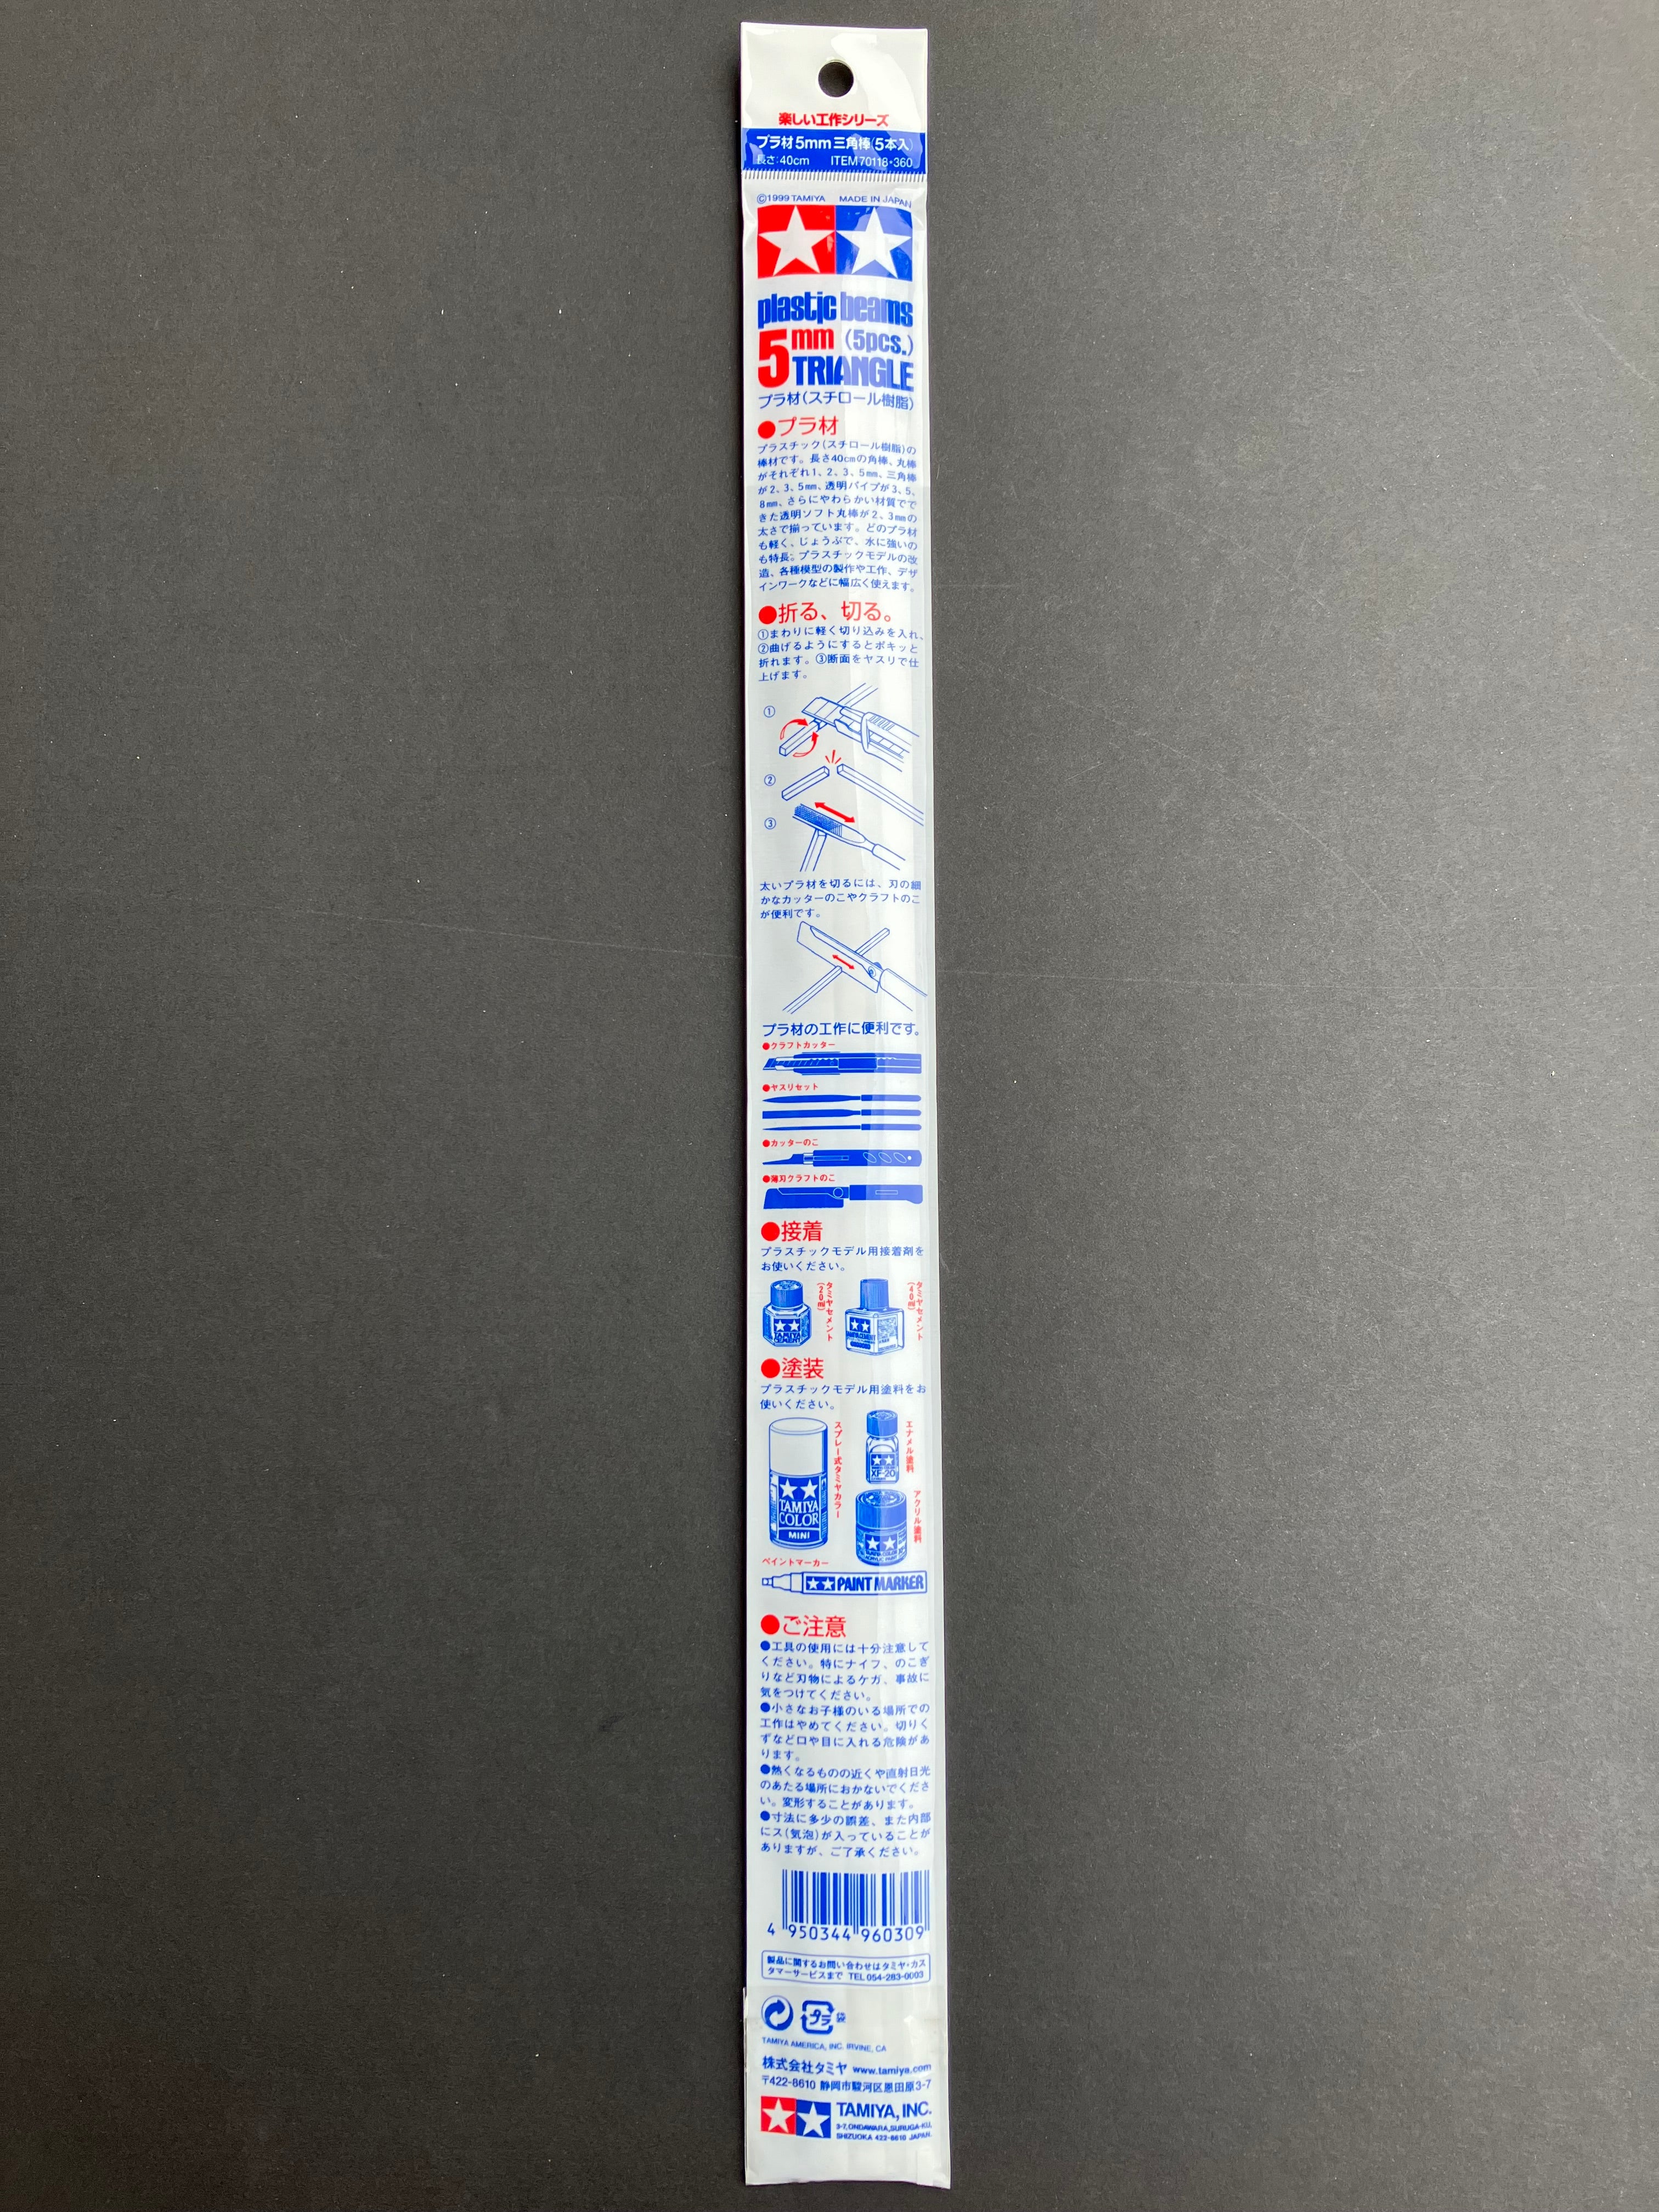 楽しい工作シリーズ
プラ材5mm三角棒(5本入)
長さ:40cm ITEM70118・360
©1999 TAMIYA MADE IN JAPAN
plastic beams
5mm (5pcs.)
TRIANGLE
プラ材(スチロール樹脂)
●プラ材
プラスチック(スチロール樹脂)の
棒材です。長さ40cmの角棒、丸棒
がそれぞれ1、2、3、5mm、三角棒
が2、3、5mm、透明パイプが3、5、
8mm、さらにやわらかい材質でで
きた透明ソフト丸棒が2、3mmの
太さで揃っています。どのプラ材
も軽く、じょうぶで、水に強いの
も特長。プラスチックモデルの改
造、各種模型の製作や工作、デザ
インワークなどに幅広く使えます。
●折る、切る。
①まわりに軽く切り込みを入れ、
②曲げるようにするとポキッと
折れます。③断面をヤスリで仕
上げます。
①
②
③
太いプラ材を切るには、刃の細
かなカッターのこやクラフトのこ
が便利です。
プラ材の工作に便利です。
●クラフトカッター
●ヤスリセット
●カッターのこ
●薄刃クラフトのこ
●接着
プラスチックモデル用接着剤を
お使いください。
タミヤセメント
(20ml)
TAMIYA
CEMENT
タミヤセメント
(40ml)
●塗装
プラスチックモデル用塗料をお
使いください。
スプレー式タミヤカラー
TAMIYA
COLOR
MINI
エナメル塗料
XF-20
アクリル塗料
ペイントマーカー
PAINT MARKER
●ご注意
●工具の使用には十分注意して
ください。特にナイフ、のこぎ
りなど刃物によるケガ、事故に
気をつけてください。
●小さなお子様のいる場所での
工作はやめてください。切りく
ずなど口や目に入れる危険があ
ります。
●熱くなるものの近くや直射日光
のあたる場所におかないでくださ
い。変形することがあります。
●寸法に多少の誤差、また内部
にス(気泡)が入っていることが
ありますが、ご了承ください。
4 950344 960309
製品に関するお問い合わせはタミヤ・カス
タマーサービスまで TEL 054-283-0003
プラ 袋
TAMIYA AMERICA, INC. IRVINE, CA
株式会社タミヤ www.tamiya.com
〒422-8610 静岡市駿河区恩田原3-7
TAMIYA, INC.
3-7, ONDAWARA, SURUGA-KU,
SHIZUOKA 422-8610 JAPAN.